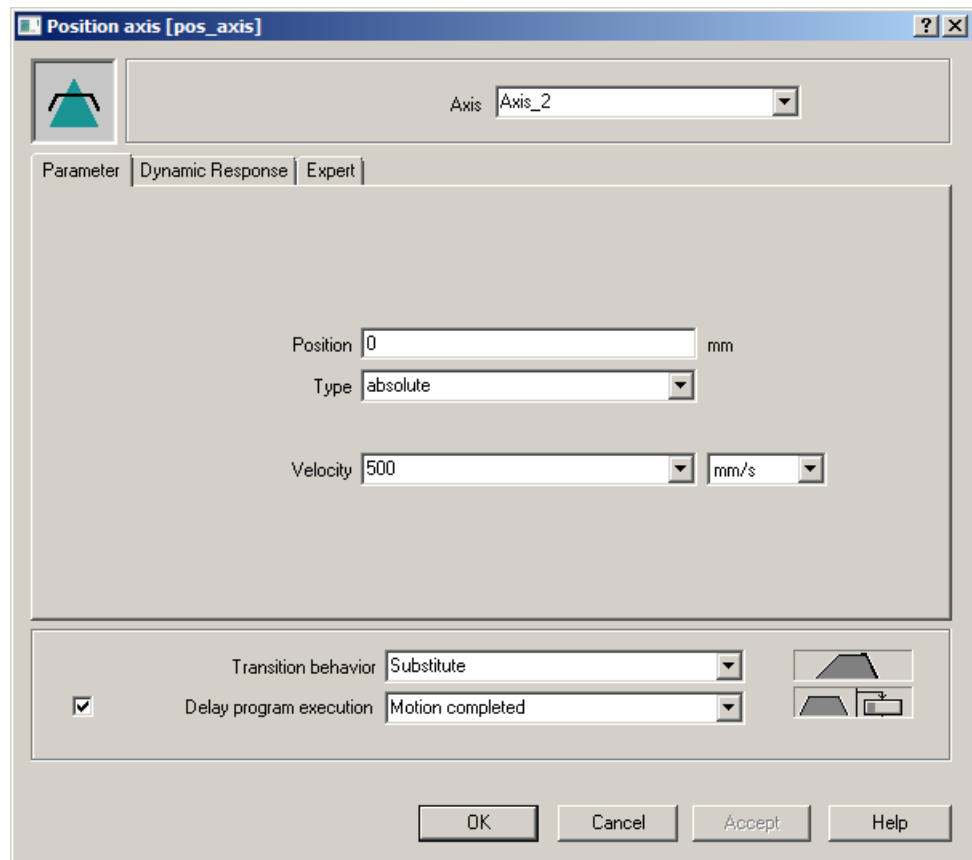 Position axis [pos_axis]
Axis Axis_2
Parameter Dynamic Response Expert
Position 0 mm
Type absolute
Velocity 500 mm/s
Transition behavior Substitute
Delay program execution Motion completed
OK Cancel Accept Help